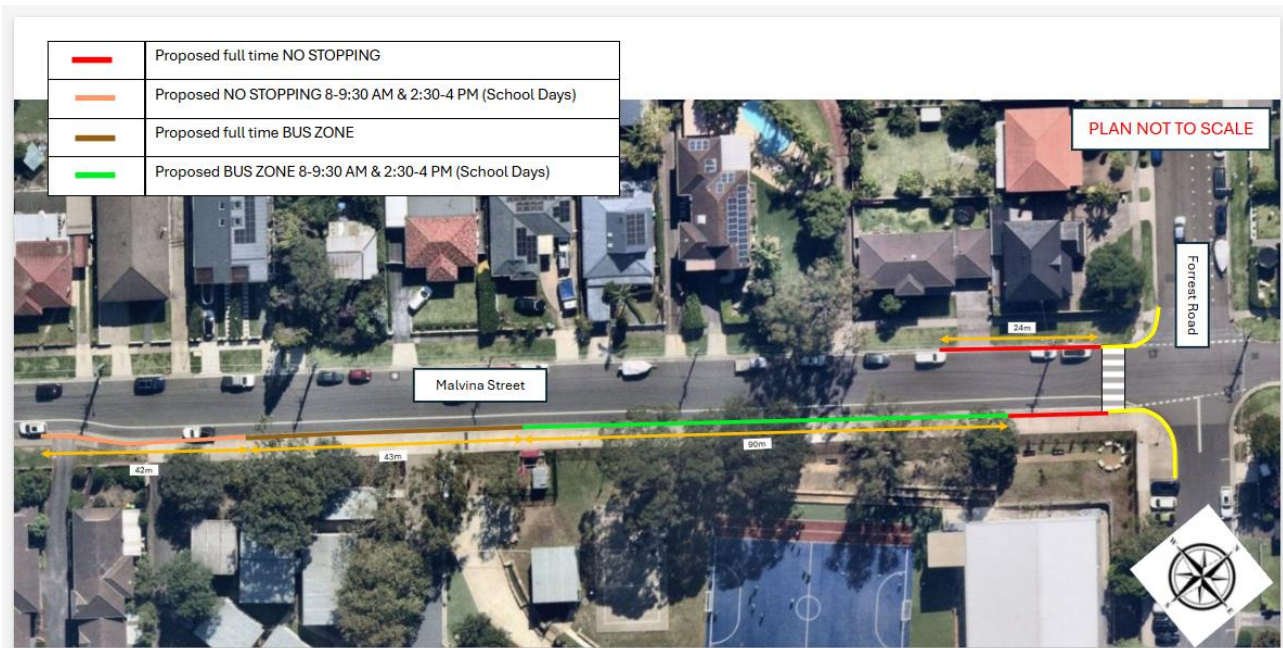 Proposed full time NO STOPPING
Proposed NO STOPPING 8-9:30 AM & 2:30-4 PM (School Days)
Proposed full time BUS ZONE
Proposed BUS ZONE 8-9:30 AM & 2:30-4 PM (School Days)
PLAN NOT TO SCALE
Forrest Road
24m
Malvina Street
90m
43m
42m